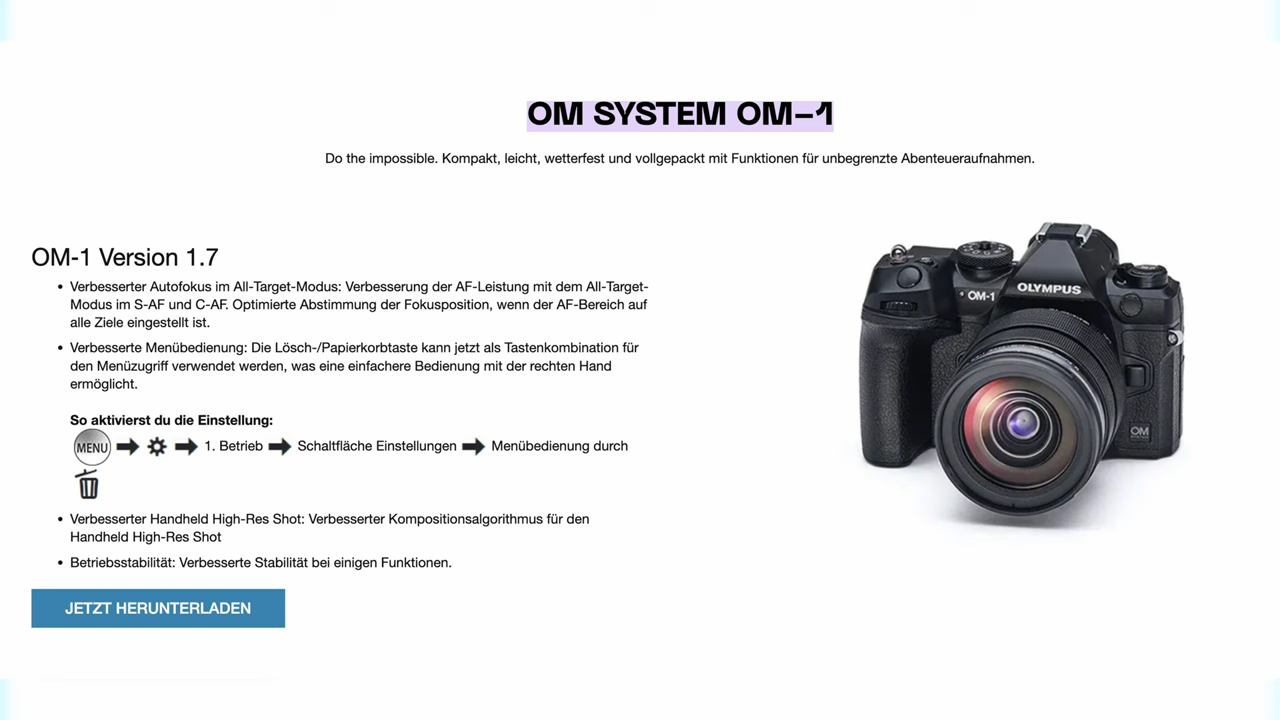 OM SYSTEM OM–1
Do the impossible. Kompakt, leicht, wetterfest und vollgepackt mit Funktionen für unbegrenzte Abenteueraufnahmen.
OM-1 Version 1.7
• Verbesserter Autofokus im All-Target-Modus: Verbesserung der AF-Leistung mit dem All-Target-
Modus im S-AF und C-AF. Optimierte Abstimmung der Fokusposition, wenn der AF-Bereich auf
alle Ziele eingestellt ist.
• Verbesserte Menübedienung: Die Lösch-/Papierkorbtaste kann jetzt als Tastenkombination für
den Menüzugriff verwendet werden, was eine einfachere Bedienung mit der rechten Hand
ermöglicht.
So aktivierst du die Einstellung:
MENU 1. Betrieb Schaltfläche Einstellungen Menübedienung durch
• Verbesserter Handheld High-Res Shot: Verbesserter Kompositionsalgorithmus für den
Handheld High-Res Shot
• Betriebsstabilität: Verbesserte Stabilität bei einigen Funktionen.
JETZT HERUNTERLADEN
OLYMPUS
OM-1
OM